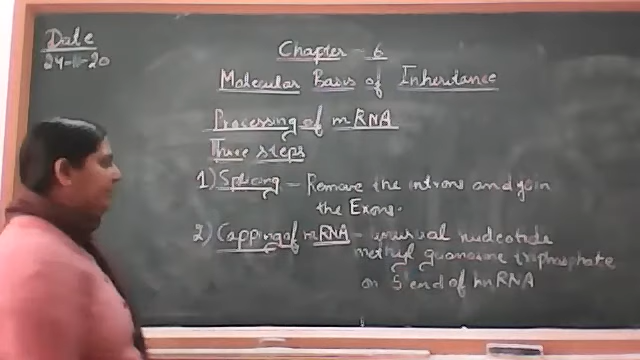 Date
24-11-20
Chapter - 6
Molecular Basis of Inheritance
Processing of mRNA
Three steps
1) Splicing - Remove the introns and join
the Exons.
2) Capping of mRNA - unusual nucleotide
methyl guanosine triphosphate
on 5' end of hnRNA